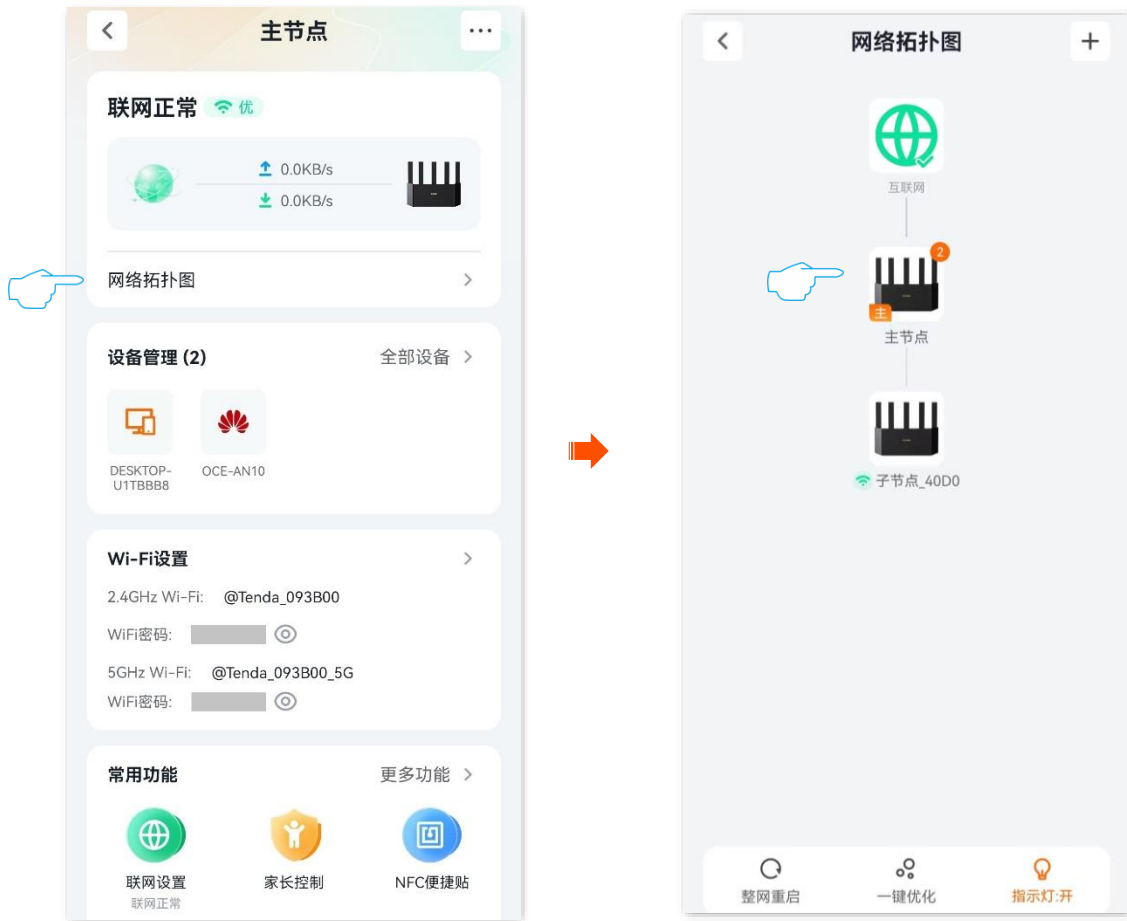 主节点
联网正常 优
0.0KB/s
0.0KB/s
网络拓扑图
设备管理 (2) 全部设备
DESKTOP-
U1TBBB8
OCE-AN10
Wi-Fi设置
2.4GHz Wi-Fi: @Tenda_093B00
WiFi密码:
5GHz Wi-Fi: @Tenda_093B00_5G
WiFi密码:
常用功能 更多功能
联网设置 家长控制 NFC便捷贴
联网正常
网络拓扑图
互联网
2
主
主节点
子节点_40D0
整网重启 一键优化 指示灯:开